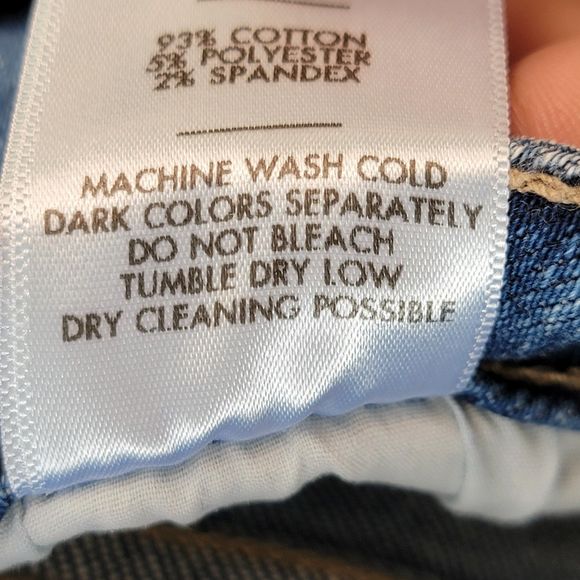 93% COTTON
5% POLYESTER
2% SPANDEX
MACHINE WASH COLD
DARK COLORS SEPARATELY
DO NOT BLEACH
TUMBLE DRY LOW
DRY CLEANING POSSIBLE